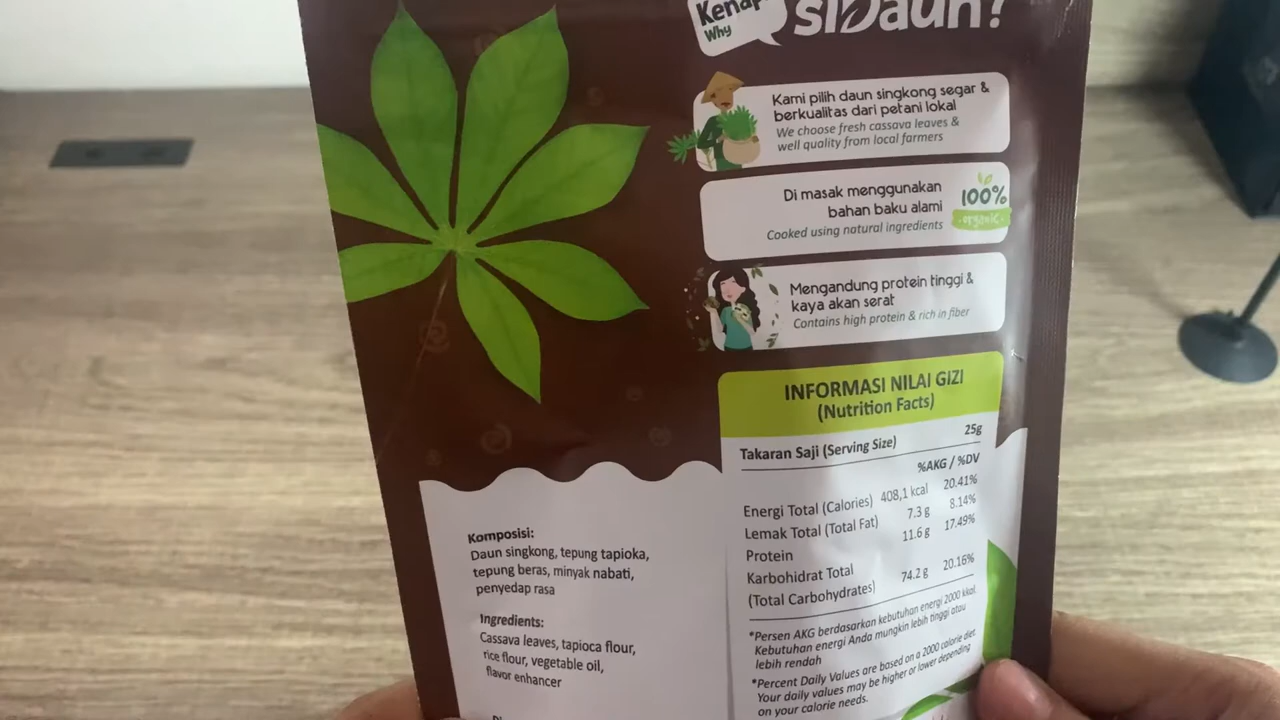 Why
siDaun?
Kami pilih daun singkong segar &
berkualitas dari petani lokal
We choose fresh cassava leaves &
well quality from local farmers
Di masak menggunakan
bahan baku alami
Cooked using natural ingredients
100%
organic
Mengandung protein tinggi &
kaya akan serat
Contains high protein & rich in fiber
INFORMASI NILAI GIZI
(Nutrition Facts)
Takaran Saji (Serving Size) 25g
%AKG / %DV
Energi Total (Calories) 408,1 kcal 20.41%
Lemak Total (Total Fat) 7.3 g 8.14%
Protein 11.6 g 17.49%
Karbohidrat Total
(Total Carbohydrates) 74.2 g 20.16%
*Persen AKG berdasarkan kebutuhan energi 2000 kkal.
Kebutuhan energi Anda mungkin lebih tinggi atau
lebih rendah
*Percent Daily Values are based on a 2000 calorie diet.
Your daily values may be higher or lower depending
on your calorie needs.
Komposisi:
Daun singkong, tepung tapioka,
tepung beras, minyak nabati,
penyedap rasa
Ingredients:
Cassava leaves, tapioca flour,
rice flour, vegetable oil,
flavor enhancer